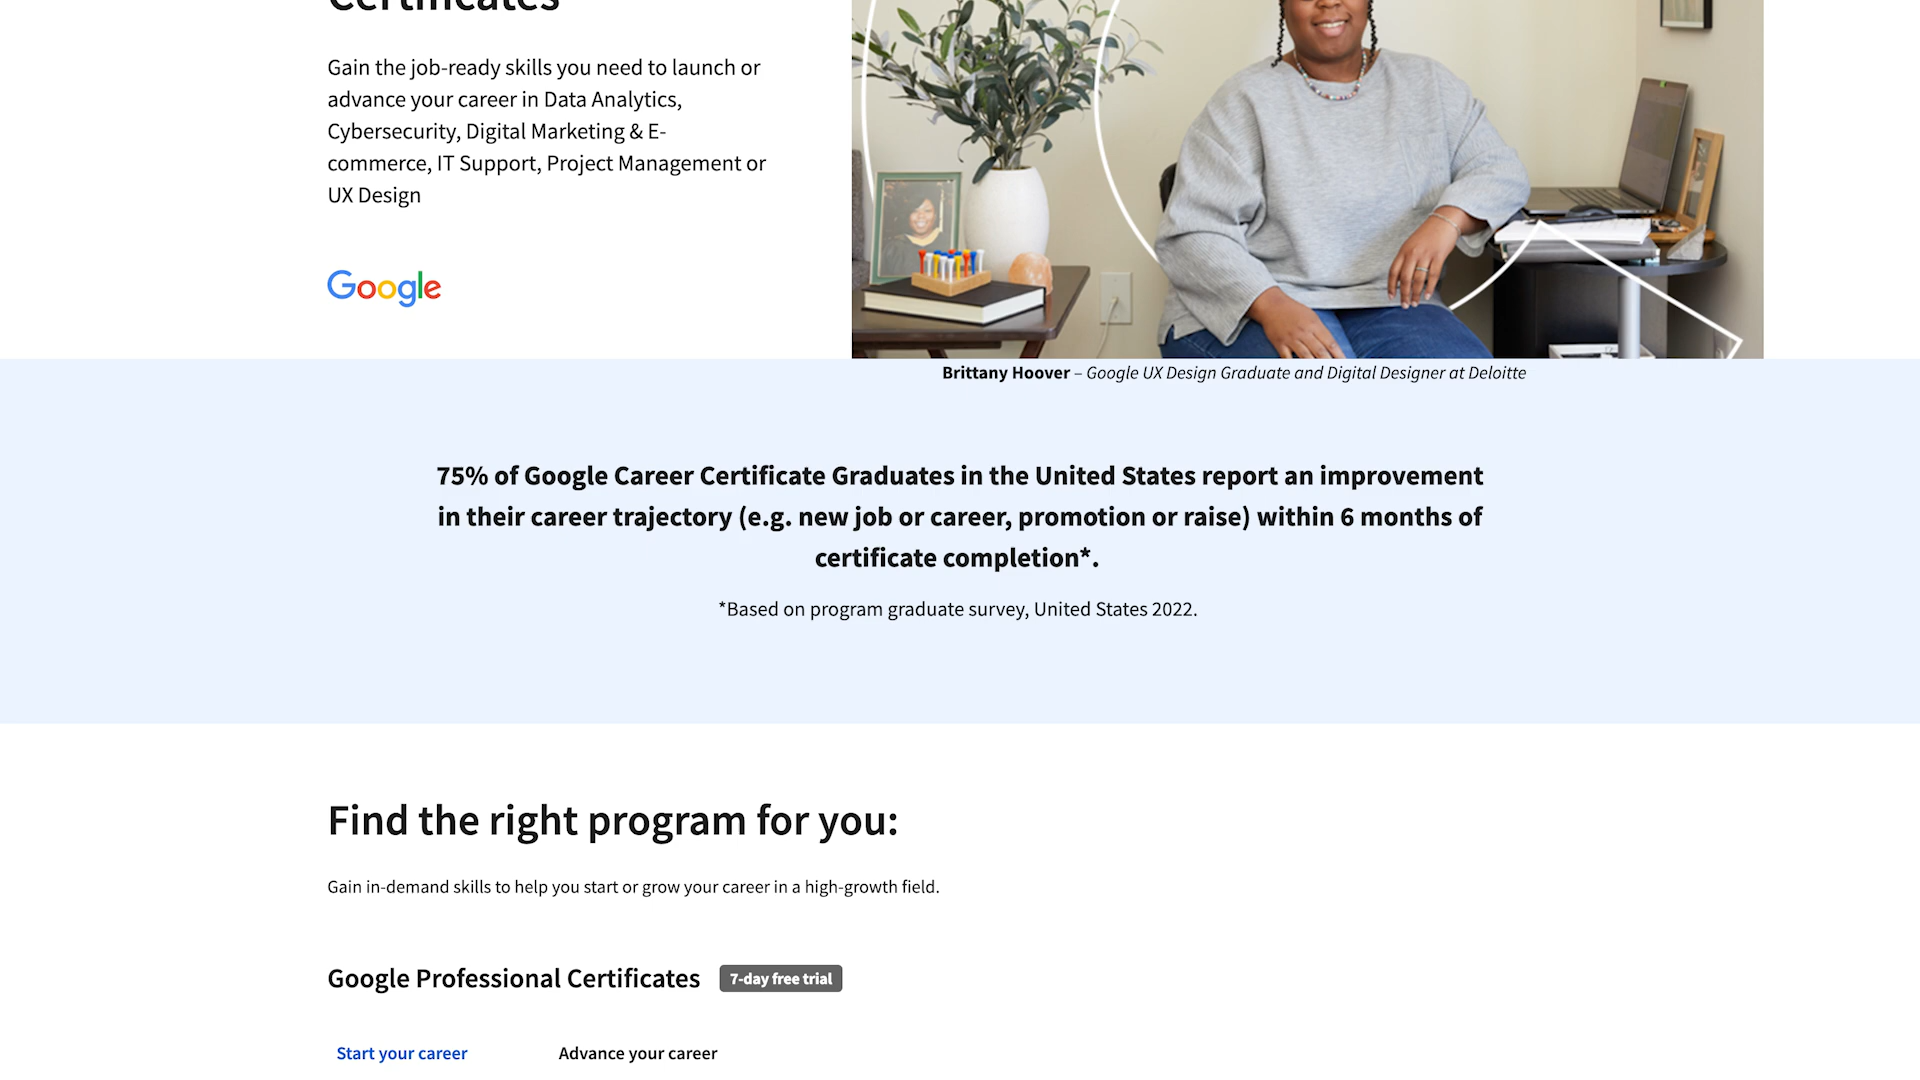 Certificates
Gain the job-ready skills you need to launch or
advance your career in Data Analytics,
Cybersecurity, Digital Marketing & E-
commerce, IT Support, Project Management or
UX Design
Google
Brittany Hoover – Google UX Design Graduate and Digital Designer at Deloitte
75% of Google Career Certificate Graduates in the United States report an improvement
in their career trajectory (e.g. new job or career, promotion or raise) within 6 months of
certificate completion*.
*Based on program graduate survey, United States 2022.
Find the right program for you:
Gain in-demand skills to help you start or grow your career in a high-growth field.
Google Professional Certificates 7-day free trial
Start your career Advance your career